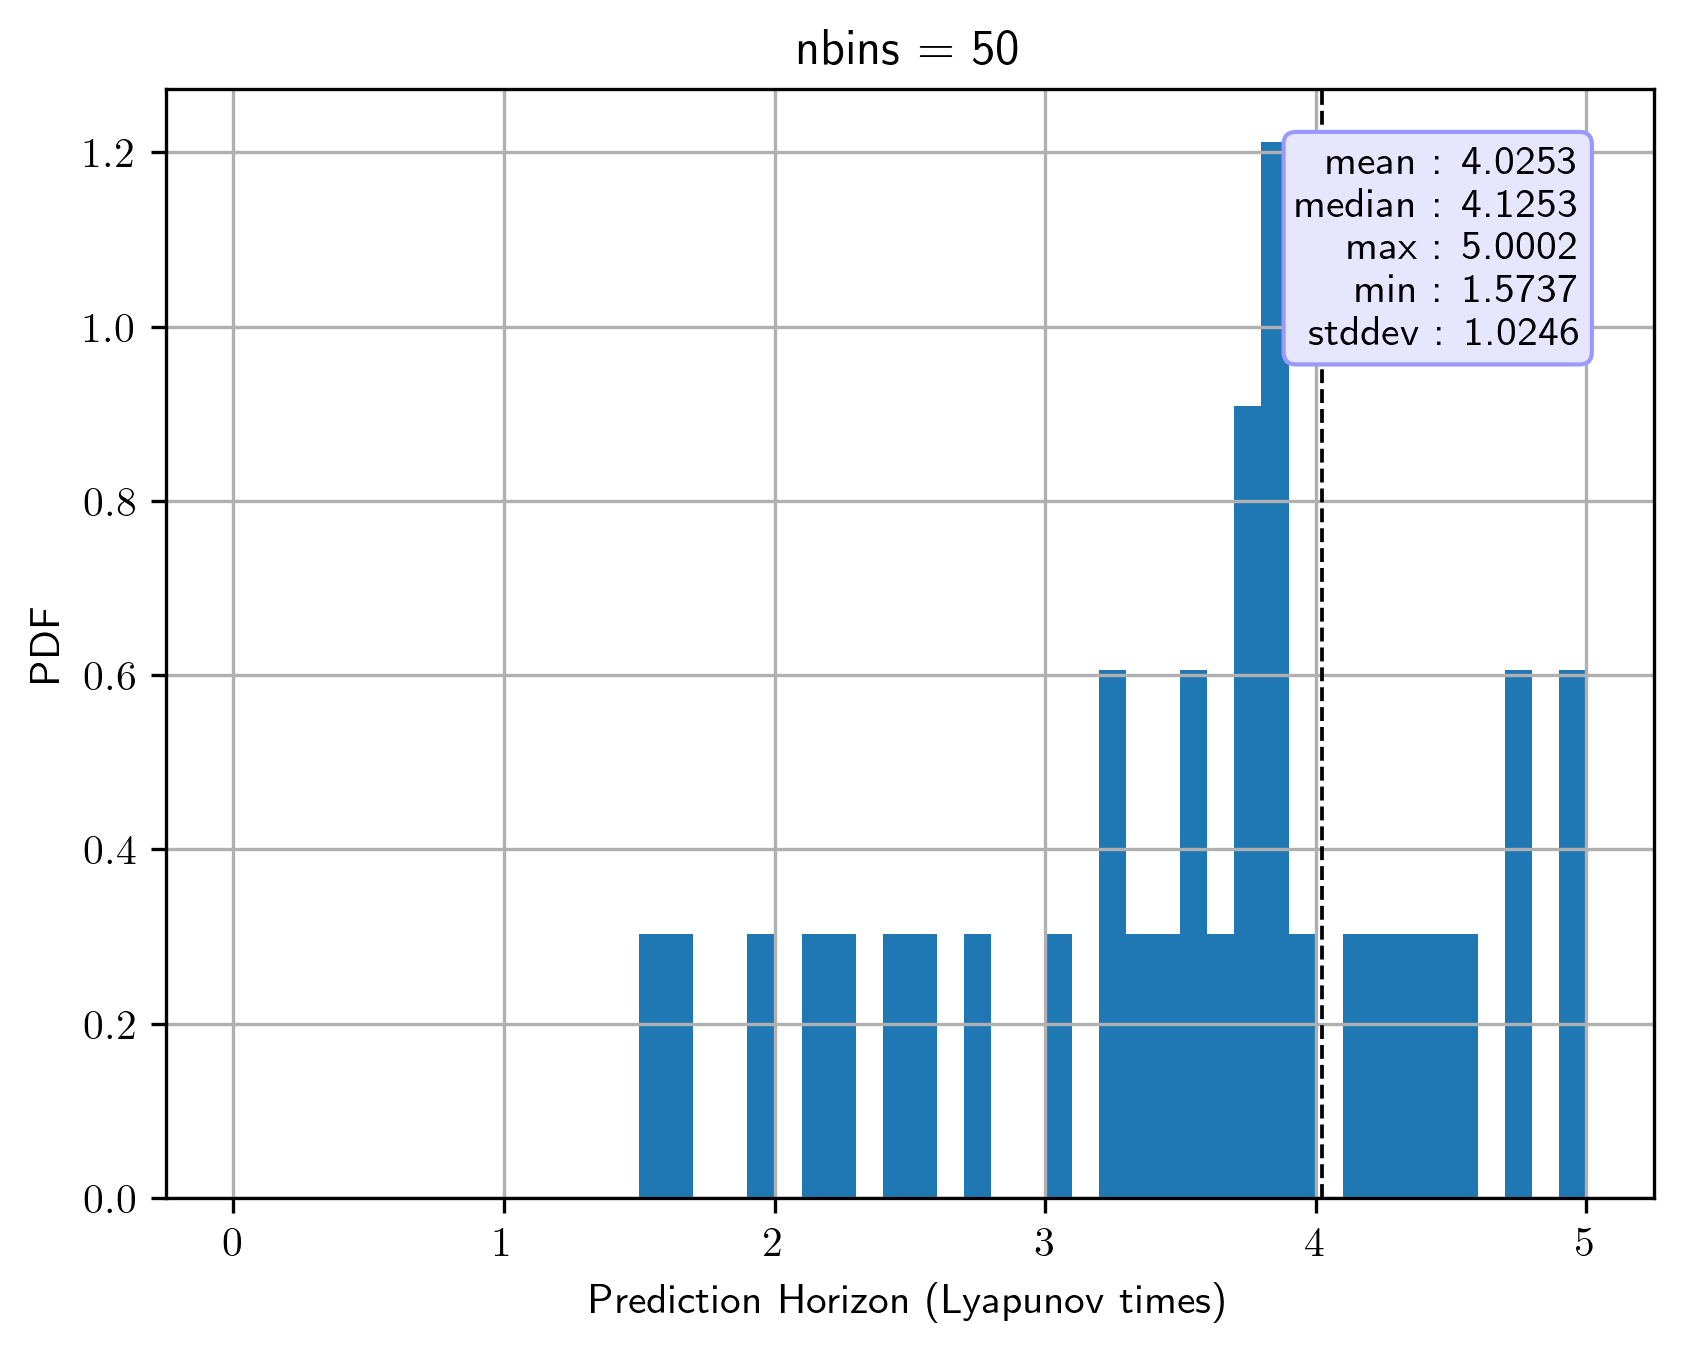 nbins = 50
1.2
1.0
0.8
0.6
0.4
0.2
0.0
PDF
mean : 4.0253
median : 4.1253
max : 5.0002
min : 1.5737
stddev : 1.0246
0 1 2 3 4 5
Prediction Horizon (Lyapunov times)